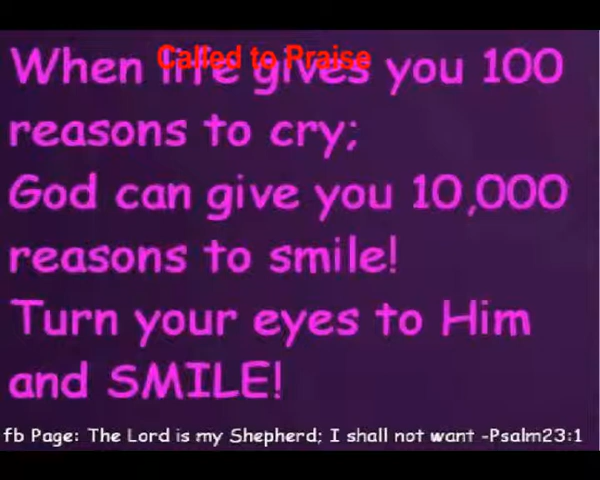 Called to Praise
When life gives you 100
reasons to cry;
God can give you 10,000
reasons to smile!
Turn your eyes to Him
and SMILE!
fb Page: The Lord is my Shepherd; I shall not want -Psalm23:1